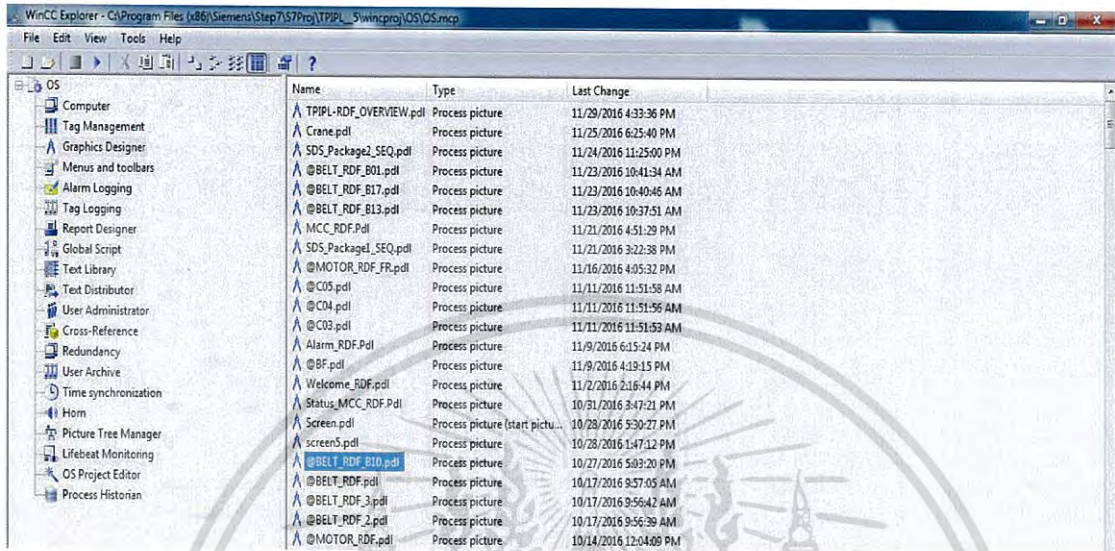 WinCC Explorer - C:\Program Files (x86)\Siemens\Step7\S7Proj\TPIPL__5\wincproj\OS\OS.mcp
File Edit View Tools Help
OS
Computer
Tag Management
Graphics Designer
Menus and toolbars
Alarm Logging
Tag Logging
Report Designer
Global Script
Text Library
Text Distributor
User Administrator
Cross-Reference
Redundancy
User Archive
Time synchronization
Horn
Picture Tree Manager
Lifebeat Monitoring
OS Project Editor
Process Historian
Name Type Last Change
TPIPL-RDF_OVERVIEW.pdl Process picture 11/29/2016 4:33:36 PM
Crane.pdl Process picture 11/25/2016 6:25:40 PM
SDS_Package2_SEQ.pdl Process picture 11/24/2016 11:25:00 PM
@BELT_RDF_B01.pdl Process picture 11/23/2016 10:41:34 AM
@BELT_RDF_B17.pdl Process picture 11/23/2016 10:40:46 AM
@BELT_RDF_B13.pdl Process picture 11/23/2016 10:37:51 AM
MCC_RDF.Pdl Process picture 11/21/2016 4:51:29 PM
SDS_Package1_SEQ.pdl Process picture 11/21/2016 3:22:38 PM
@MOTOR_RDF_FR.pdl Process picture 11/16/2016 4:05:32 PM
@C05.pdl Process picture 11/11/2016 11:51:58 AM
@C04.pdl Process picture 11/11/2016 11:51:56 AM
@C03.pdl Process picture 11/11/2016 11:51:53 AM
Alarm_RDF.Pdl Process picture 11/9/2016 6:15:24 PM
@BF.pdl Process picture 11/9/2016 4:19:15 PM
Welcome_RDF.pdl Process picture 11/2/2016 2:16:44 PM
Status_MCC_RDF.Pdl Process picture 10/31/2016 3:47:21 PM
Screen.pdl Process picture (start pictu... 10/28/2016 5:30:27 PM
screen5.pdl Process picture 10/28/2016 1:47:12 PM
@BELT_RDF_B10.pdl Process picture 10/27/2016 5:03:20 PM
@BELT_RDF.pdl Process picture 10/17/2016 9:57:05 AM
@BELT_RDF_3.pdl Process picture 10/17/2016 9:56:42 AM
@BELT_RDF_2.pdl Process picture 10/17/2016 9:56:39 AM
@MOTOR_RDF.pdl Process picture 10/14/2016 12:04:09 PM